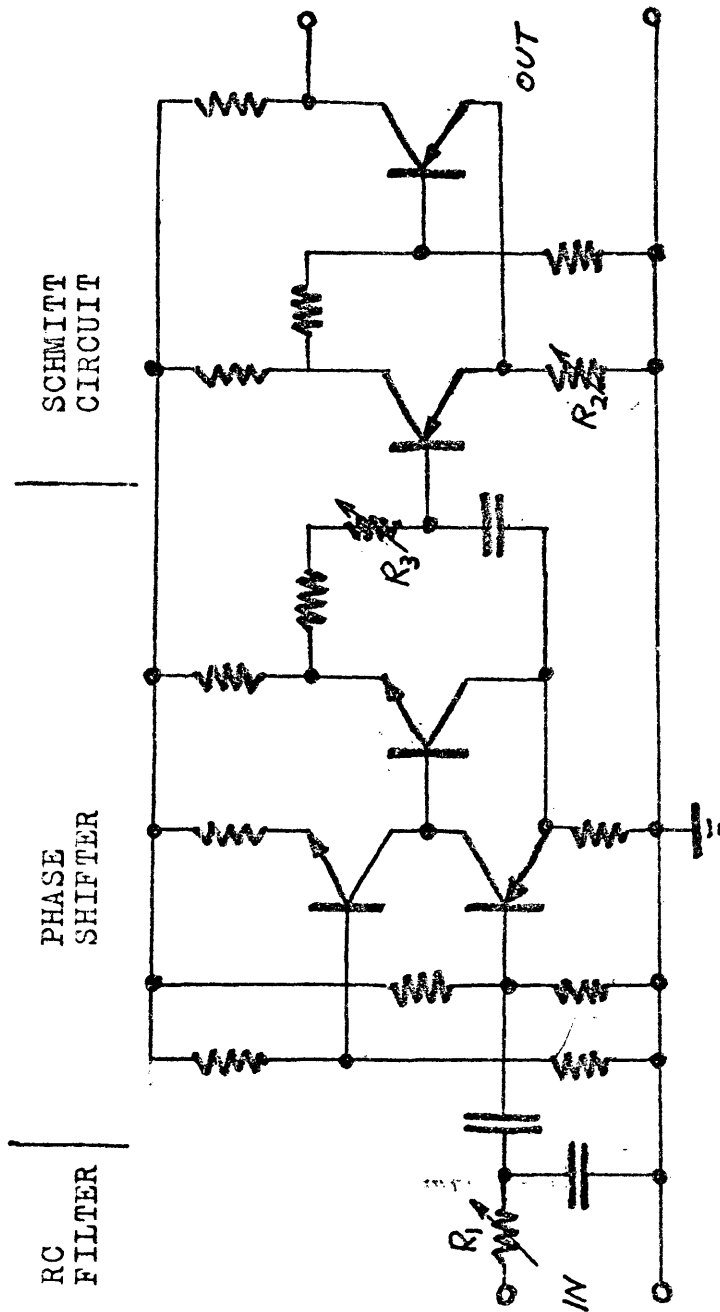 RC
FILTER
PHASE
SHIFTER
SCHMITT
CIRCUIT
R1
IN
R3
R2
OUT